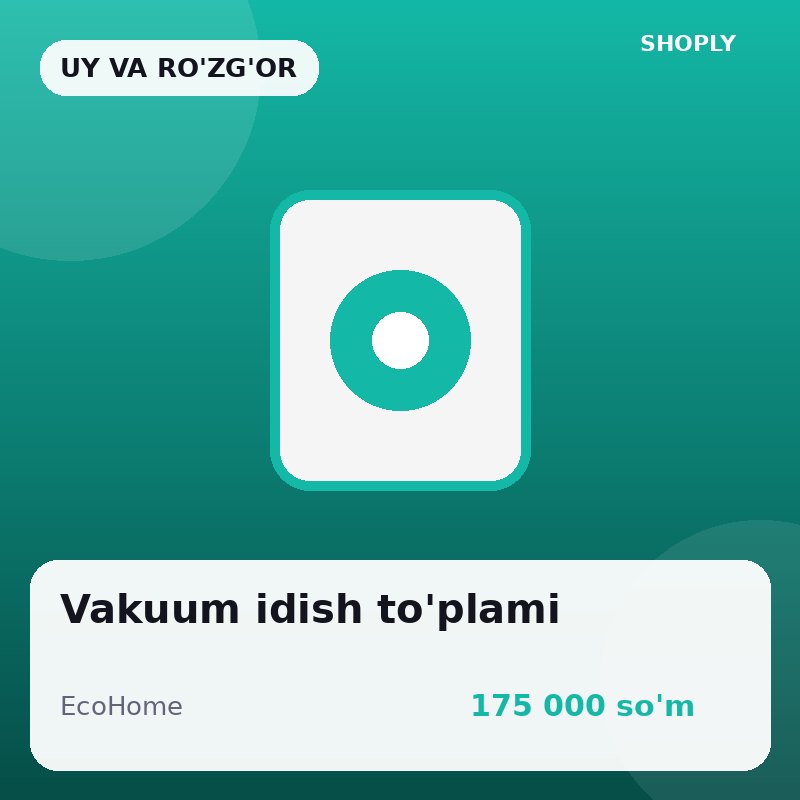 UY VA RO'ZG'OR
SHOPLY
Vakuum idish to'plami
EcoHome
175 000 so'm